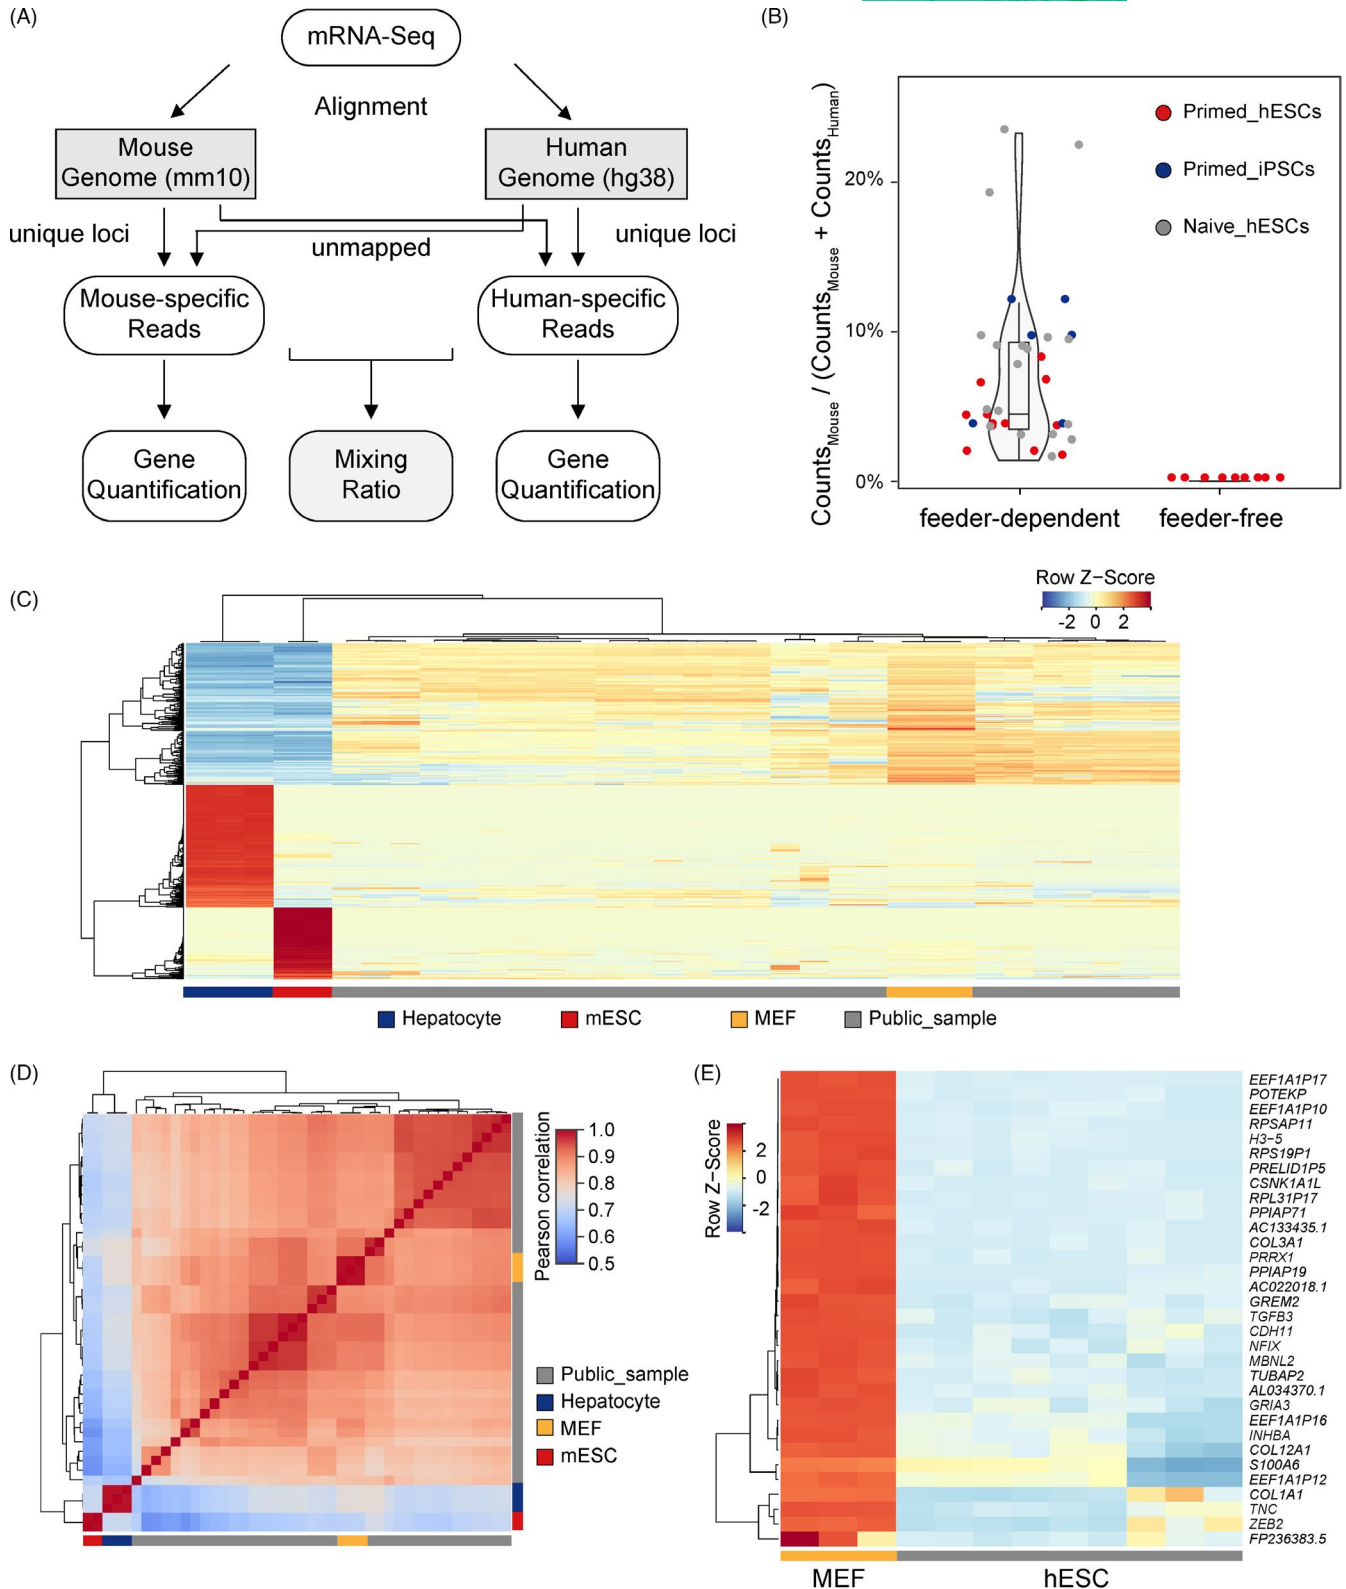 (A)
mRNA-Seq
Alignment
Mouse
Genome (mm10)
Human
Genome (hg38)
unique loci
unmapped
unique loci
Mouse-specific
Reads
Human-specific
Reads
Gene
Quantification
Mixing
Ratio
Gene
Quantification
(B)
Counts_Mouse / (Counts_Mouse + Counts_Human)
20%
10%
0%
Primed_hESCs
Primed_iPSCs
Naive_hESCs
feeder-dependent
feeder-free
(C)
Row Z−Score
-2 0 2
Hepatocyte
mESC
MEF
Public_sample
(D)
Pearson correlation
1.0
0.9
0.8
0.7
0.6
0.5
Public_sample
Hepatocyte
MEF
mESC
(E)
Row Z−Score
2
0
-2
EEF1A1P17
POTEKP
EEF1A1P10
RPSAP11
H3−5
RPS19P1
PRELID1P5
CSNK1A1L
RPL31P17
PPIAP71
AC133435.1
COL3A1
PRRX1
PPIAP19
AC022018.1
GREM2
TGFB3
CDH11
NFIX
MBNL2
TUBAP2
AL034370.1
GRIA3
EEF1A1P16
INHBA
COL12A1
S100A6
EEF1A1P12
COL1A1
TNC
ZEB2
FP236383.5
MEF
hESC